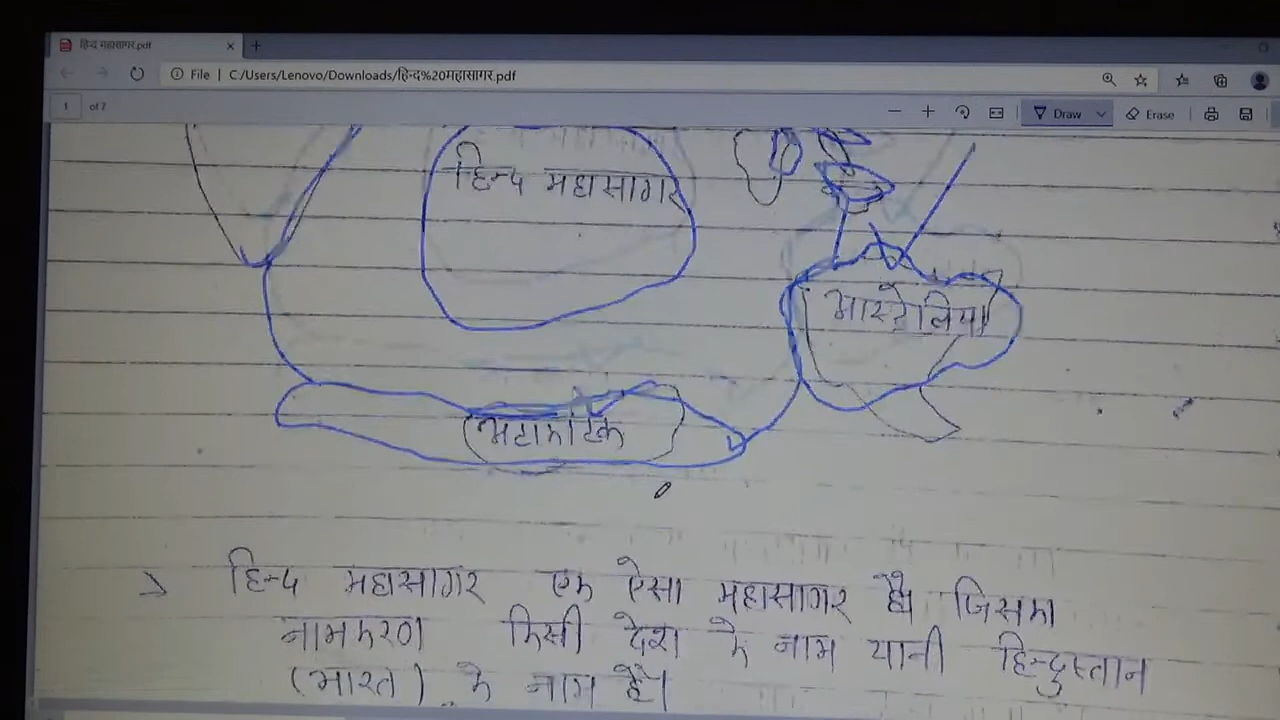 हिन्द महासागर.pdf
File | C:/Users/Lenovo/Downloads/हिन्द%20महासागर.pdf
1 of 7
Draw
Erase
हिन्द महासागर
आस्ट्रेलिया
अटार्कटिक
हिन्द महासागर एक ऐसा महासागर है। जिसका
नामकरण किसी देश के नाम यानी हिन्दुस्तान
(भारत) के नाम है।